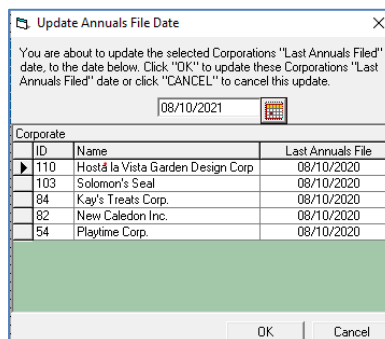 Update Annuals File Date
You are about to update the selected Corporations "Last Annuals Filed"
date, to the date below. Click "OK" to update these Corporations "Last
Annuals Filed" date or click "CANCEL" to cancel this update.
08/10/2021
Corporate
ID Name Last Annuals File
110 Hostá la Vista Garden Design Corp 08/10/2020
103 Solomon's Seal 08/10/2020
84 Kay's Treats Corp. 08/10/2020
82 New Caledon Inc. 08/10/2020
54 Playtime Corp. 08/10/2020
OK Cancel